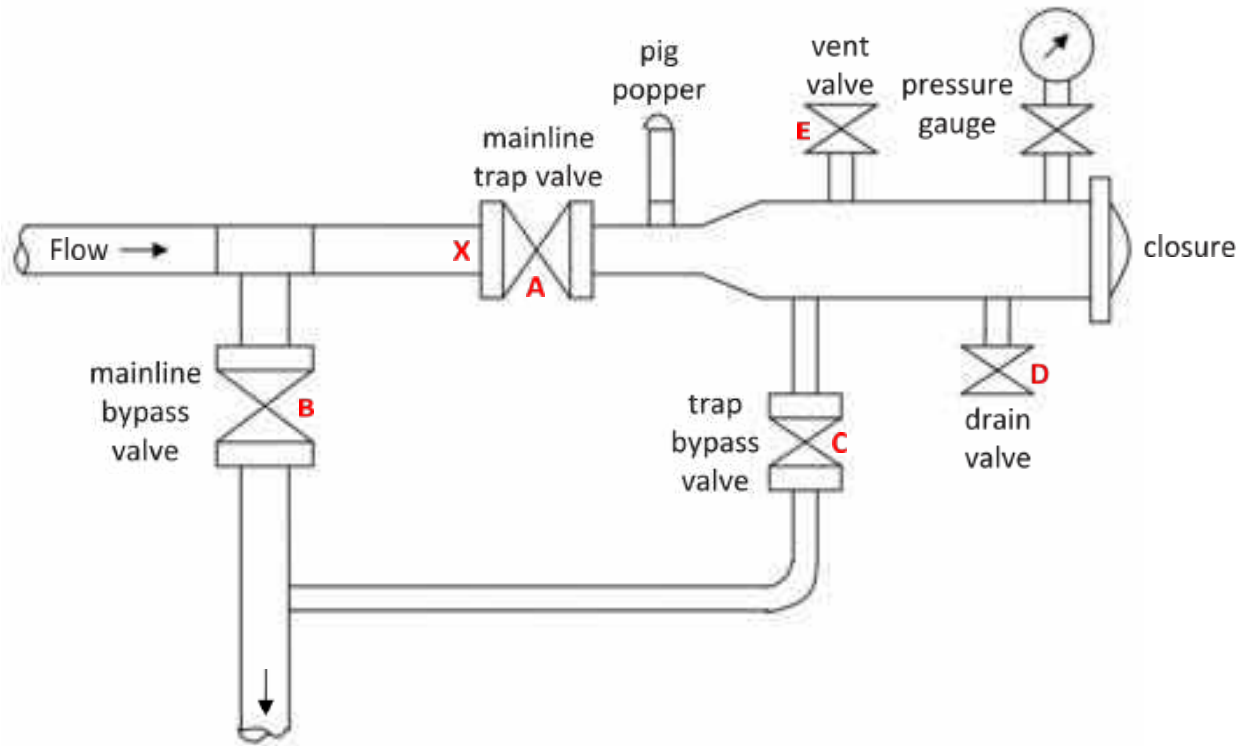 pig
popper
vent
valve
E
pressure
gauge
mainline
trap valve
Flow
X
A
closure
mainline
bypass
valve
B
trap
bypass
valve
C
D
drain
valve